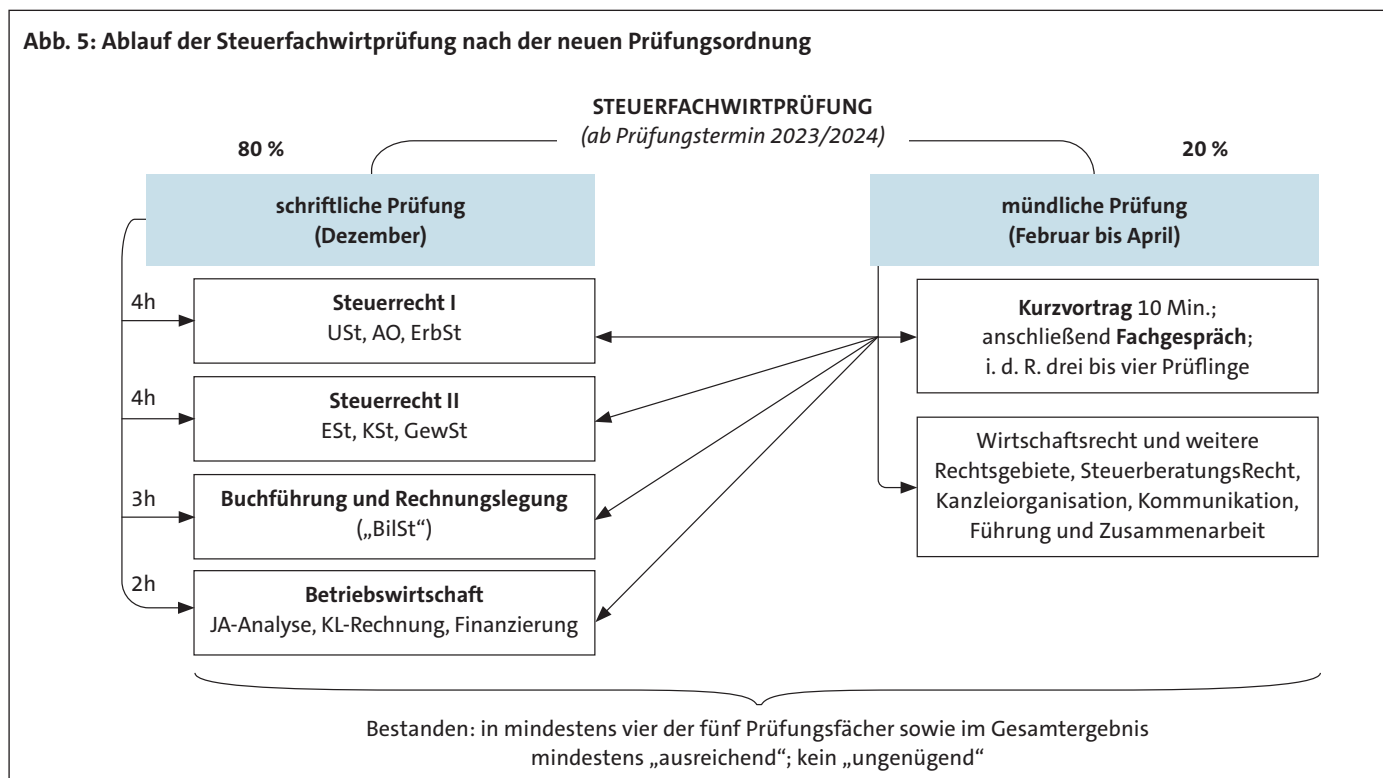 Abb. 5: Ablauf der Steuerfachwirtprüfung nach der neuen Prüfungsordnung
STEUERFACHWIRTPRÜFUNG
(ab Prüfungstermin 2023/2024)
80 %
20 %
schriftliche Prüfung
(Dezember)
mündliche Prüfung
(Februar bis April)
4h
Steuerrecht I
USt, AO, ErbSt
4h
Steuerrecht II
ESt, KSt, GewSt
3h
Buchführung und Rechnungslegung
(„BilSt“)
2h
Betriebswirtschaft
JA-Analyse, KL-Rechnung, Finanzierung
Kurzvortrag 10 Min.;
anschließend Fachgespräch;
i. d. R. drei bis vier Prüflinge
Wirtschaftsrecht und weitere
Rechtsgebiete, SteuerberatungsRecht,
Kanzleiorganisation, Kommunikation,
Führung und Zusammenarbeit
Bestanden: in mindestens vier der fünf Prüfungsfächer sowie im Gesamtergebnis
mindestens „ausreichend“; kein „ungenügend“